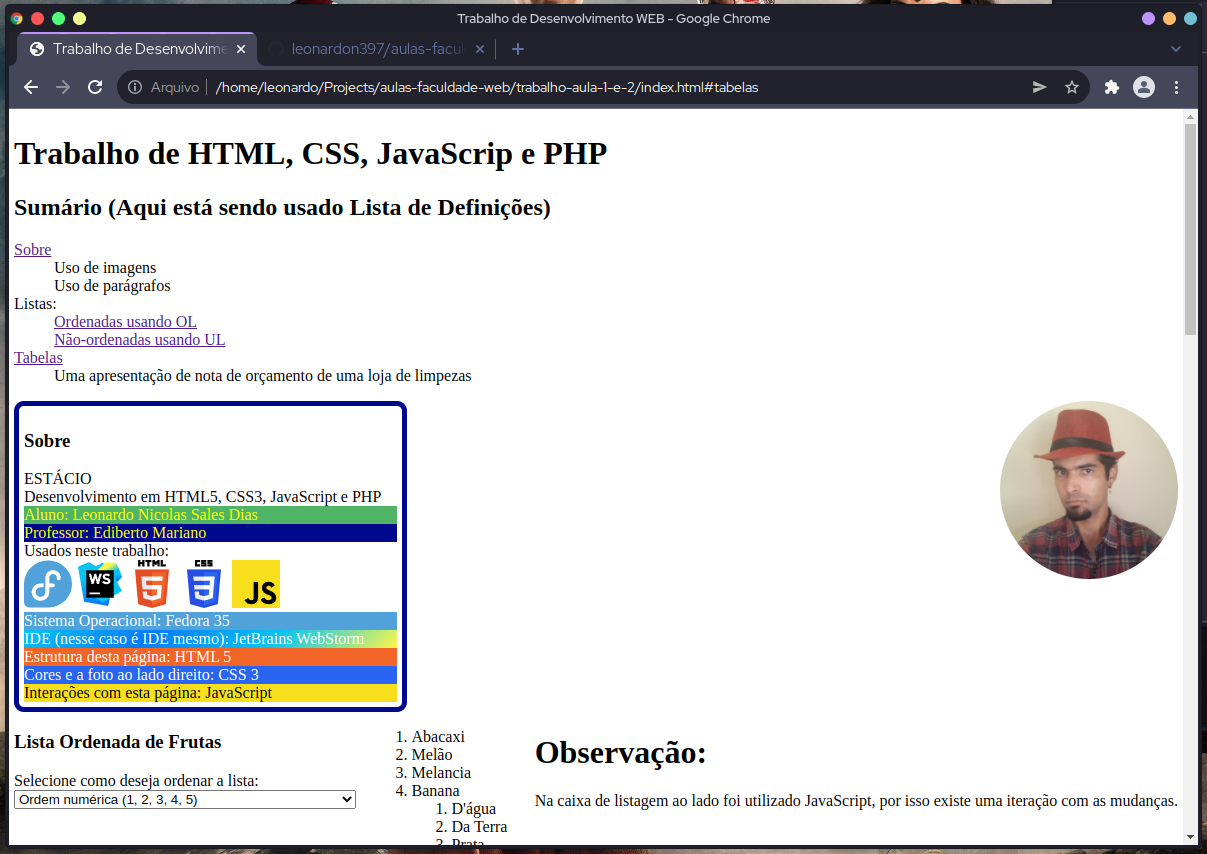 Trabalho de Desenvolvimento WEB - Google Chrome
Trabalho de Desenvolvime
leonardon397/aulas-facul
Arquivo /home/leonardo/Projects/aulas-faculdade-web/trabalho-aula-1-e-2/index.html#tabelas
Trabalho de HTML, CSS, JavaScrip e PHP
Sumário (Aqui está sendo usado Lista de Definições)
Sobre
Uso de imagens
Uso de parágrafos
Listas:
Ordenadas usando OL
Não-ordenadas usando UL
Tabelas
Uma apresentação de nota de orçamento de uma loja de limpezas
Sobre
ESTÁCIO
Desenvolvimento em HTML5, CSS3, JavaScript e PHP
Aluno: Leonardo Nicolas Sales Dias
Professor: Ediberto Mariano
Usados neste trabalho:
WS HTML 5 CSS 3 JS
Sistema Operacional: Fedora 35
IDE (nesse caso é IDE mesmo): JetBrains WebStorm
Estrutura desta página: HTML 5
Cores e a foto ao lado direito: CSS 3
Interações com esta página: JavaScript
Lista Ordenada de Frutas
Selecione como deseja ordenar a lista:
Ordem numérica (1, 2, 3, 4, 5)
1. Abacaxi
2. Melão
3. Melancia
4. Banana
1. D'água
2. Da Terra
3. Prata
Observação:
Na caixa de listagem ao lado foi utilizado JavaScript, por isso existe uma iteração com as mudanças.